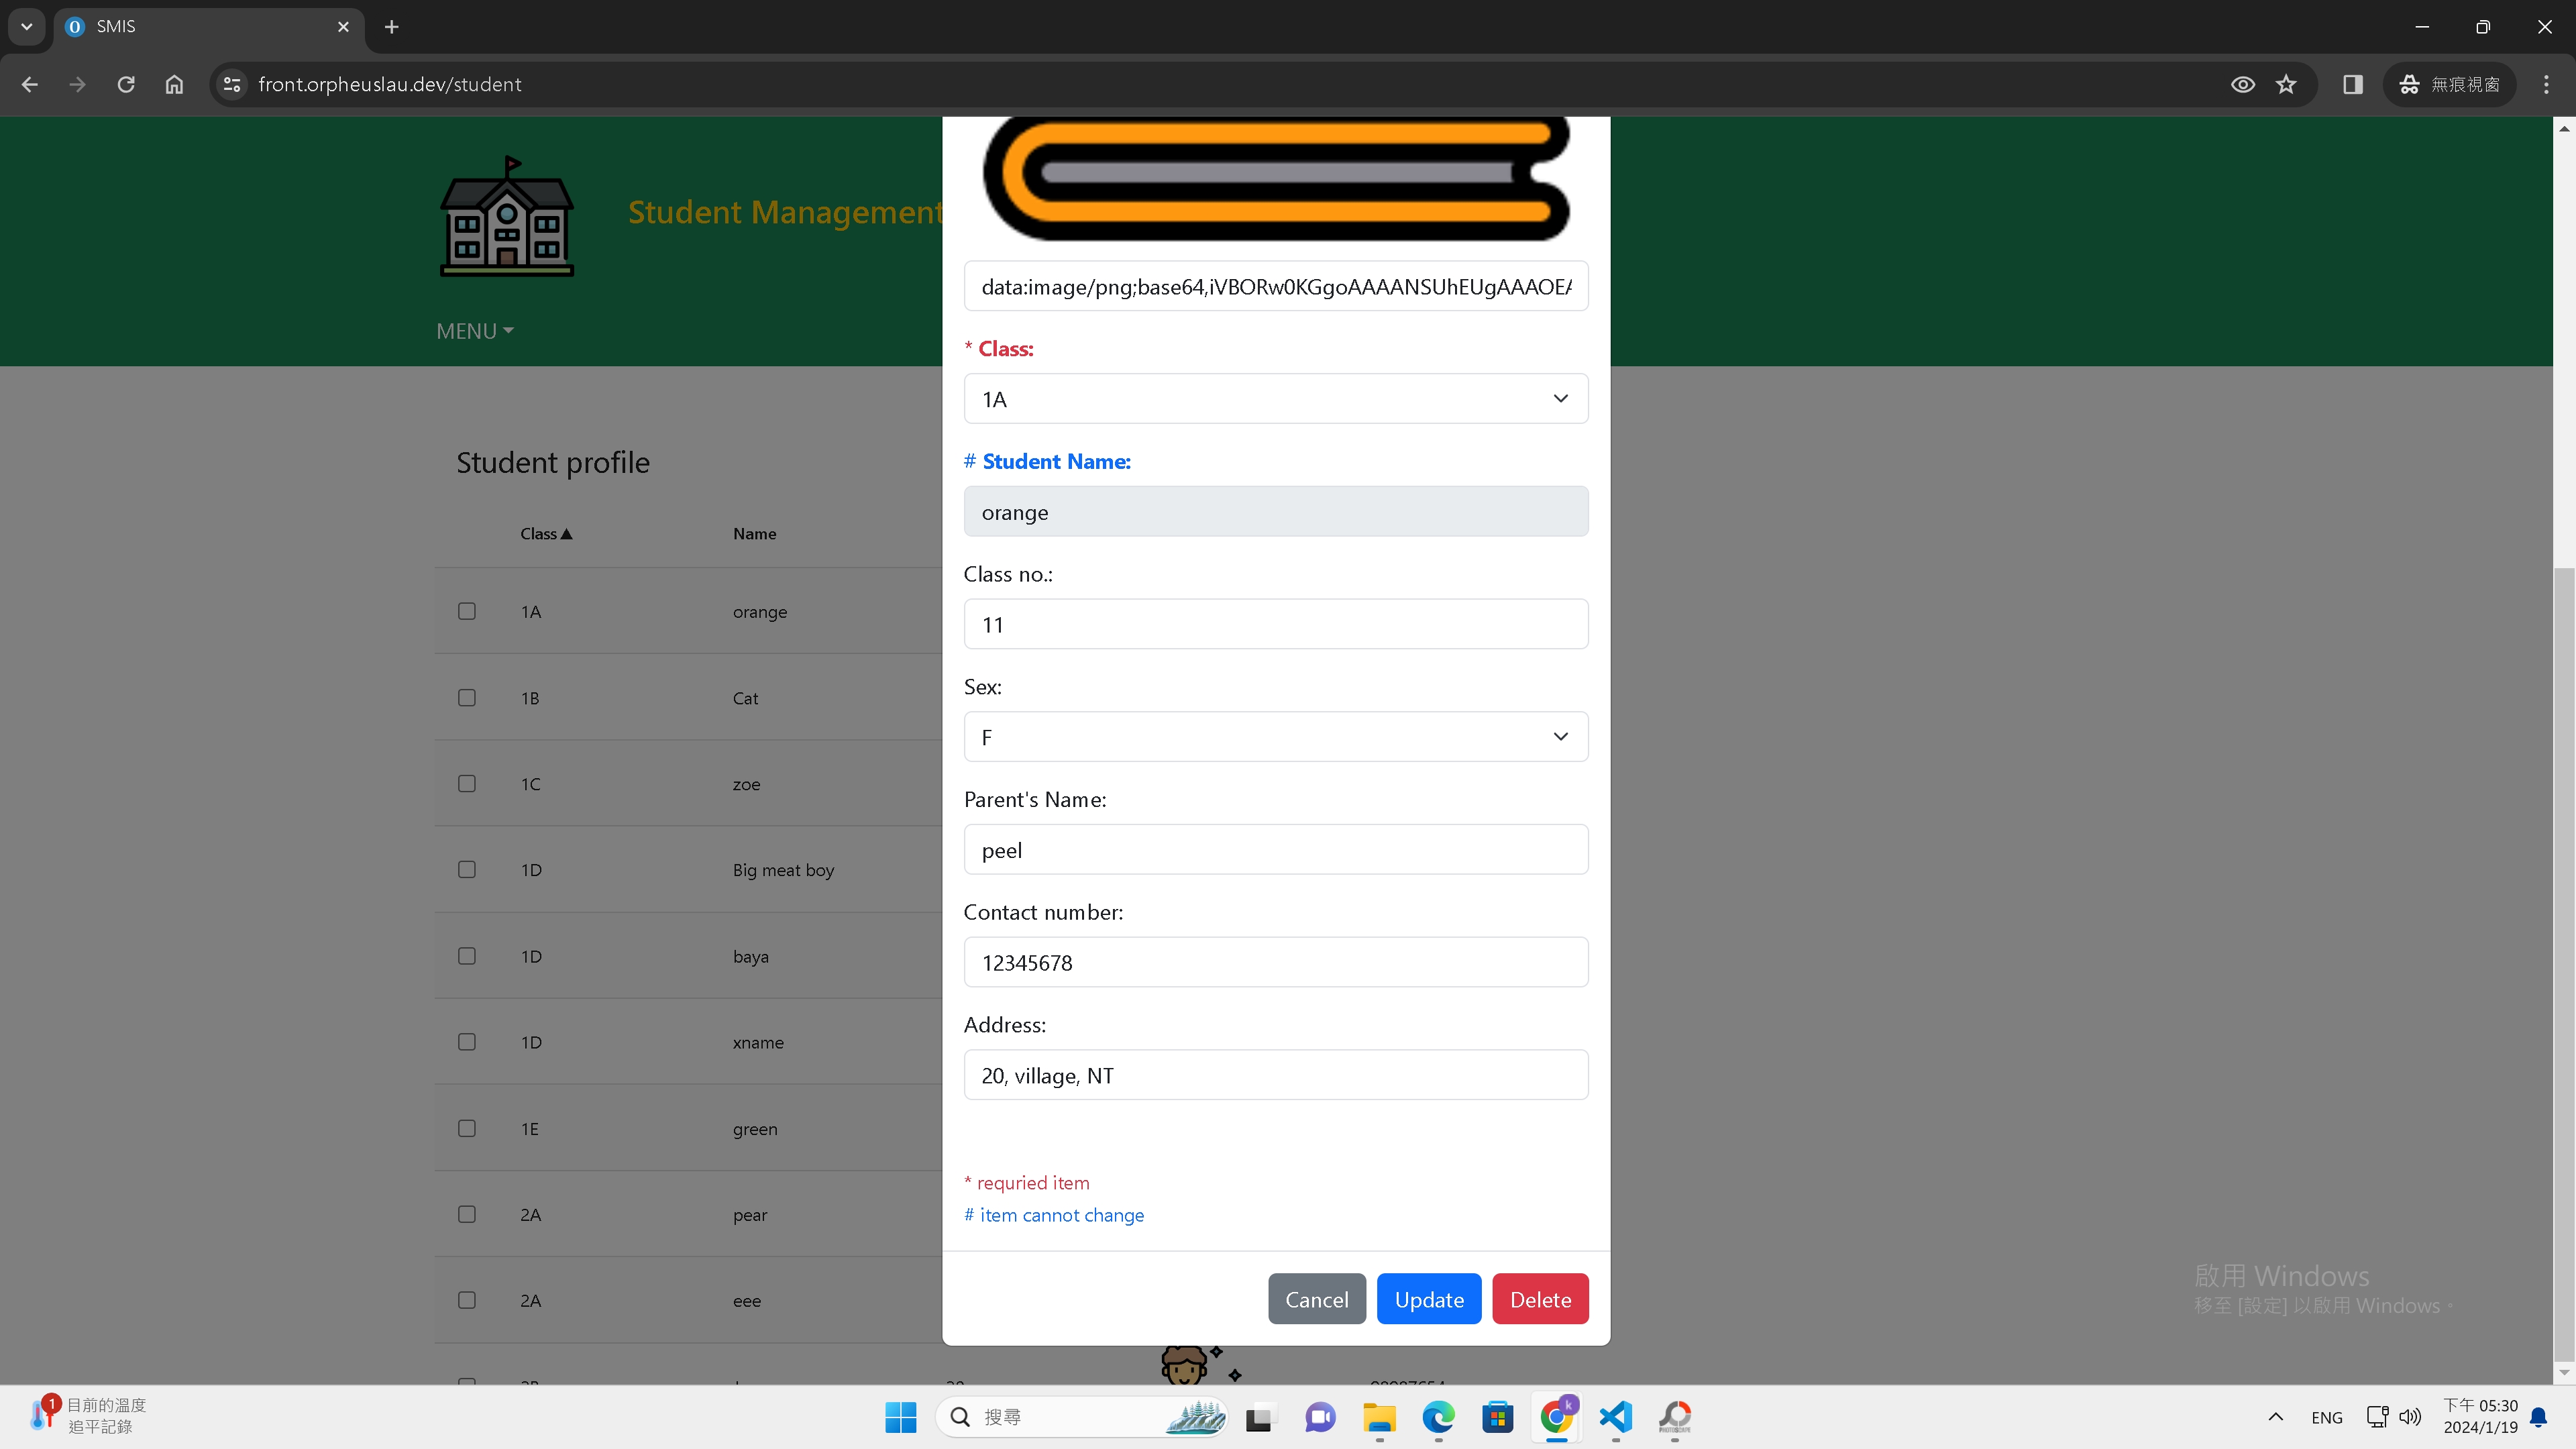 SMIS
front.orpheuslau.dev/student
無痕視窗
Student Management
MENU
data:image/png;base64,iVBORw0KGgoAAAANSUhEUgAAAOEA
* Class:
1A
# Student Name:
orange
Class no.:
11
Sex:
F
Parent's Name:
peel
Contact number:
12345678
Address:
20, village, NT
* requried item
# item cannot change
Cancel Update Delete
Student profile
Class▲ Name
1A orange
1B Cat
1C zoe
1D Big meat boy
1D baya
1D xname
1E green
2A pear
2A eee
啟用 Windows
移至 [設定] 以啟用 Windows。
1
目前的溫度
追平記錄
搜尋
k
ENG
下午 05:30
2024/1/19